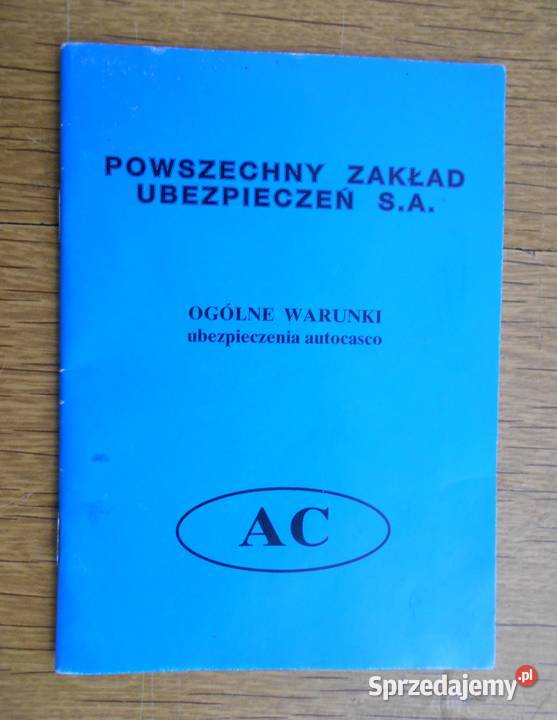 POWSZECHNY ZAKŁAD
UBEZPIECZEŃ S.A.
OGÓLNE WARUNKI
ubezpieczenia autocasco
AC
Sprzedajemy.pl